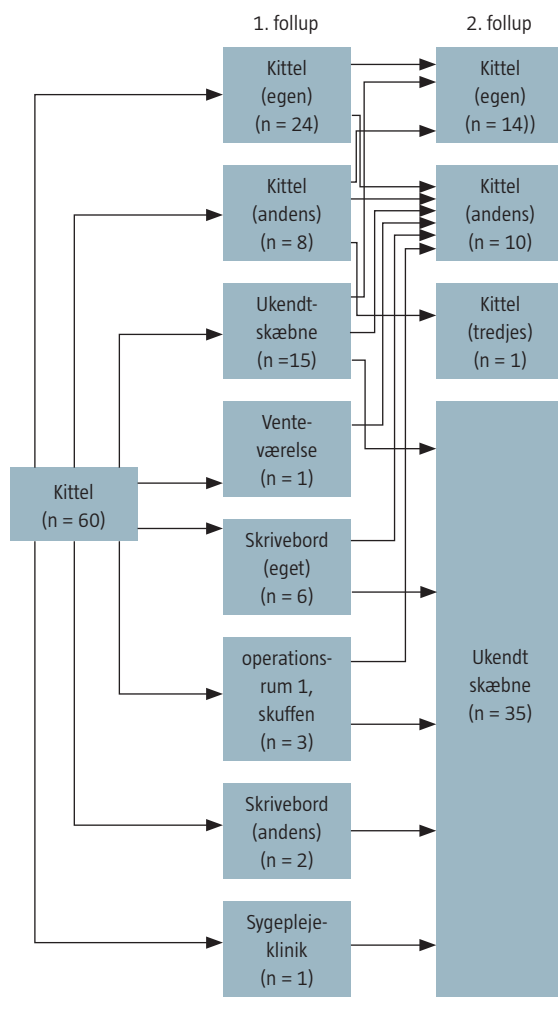 1. follup
2. follup
Kittel
(n = 60)
Kittel
(egen)
(n = 24)
Kittel
(andens)
(n = 8)
Ukendt-
skæbne
(n =15)
Vente-
værelse
(n = 1)
Skrivebord
(eget)
(n = 6)
operations-
rum 1,
skuffen
(n = 3)
Skrivebord
(andens)
(n = 2)
Sygepleje-
klinik
(n = 1)
Kittel
(egen)
(n = 14))
Kittel
(andens)
(n = 10)
Kittel
(tredjes)
(n = 1)
Ukendt
skæbne
(n = 35)